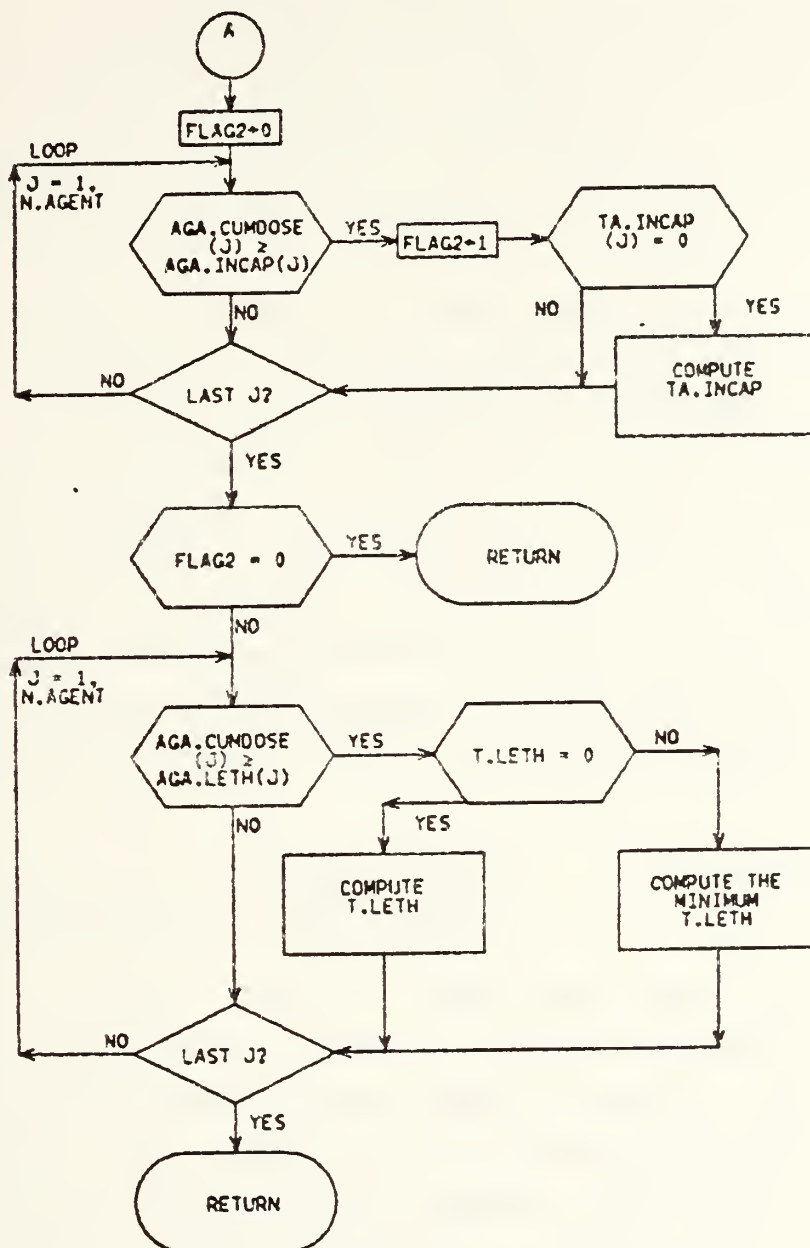 A
FLAG2←0
LOOP
J = 1,
N.AGENT
AGA.CUMDOSE
(J) ≥
AGA.INCAP(J)
YES
FLAG2←1
TA.INCAP
(J) = 0
NO
NO
YES
COMPUTE
TA.INCAP
NO
LAST J?
YES
FLAG2 = 0
YES
RETURN
NO
LOOP
J = 1,
N.AGENT
AGA.CUMDOSE
(J) ≥
AGA.LETH(J)
YES
T.LETH = 0
NO
NO
YES
COMPUTE
T.LETH
COMPUTE THE
MINIMUM
T.LETH
NO
LAST J?
YES
RETURN